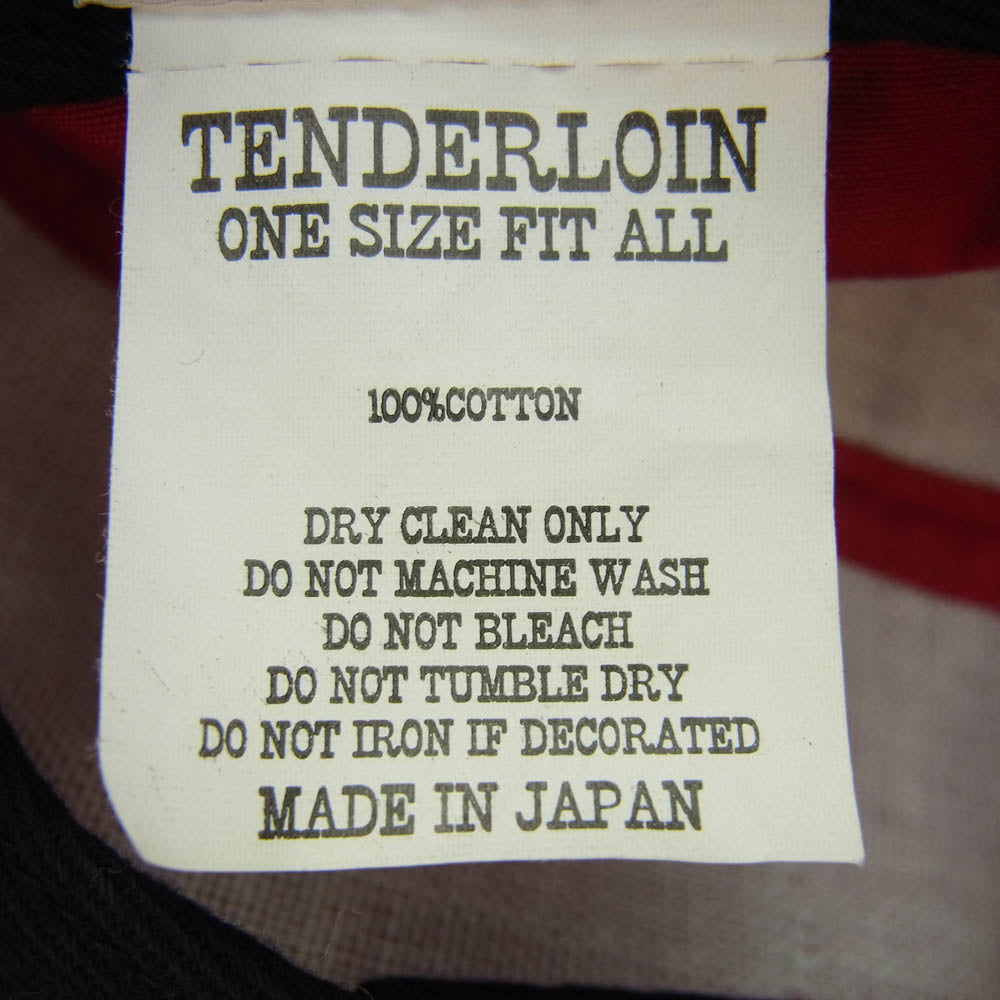 TENDERLOIN
ONE SIZE FIT ALL
100%COTTON
DRY CLEAN ONLY
DO NOT MACHINE WASH
DO NOT BLEACH
DO NOT TUMBLE DRY
DO NOT IRON IF DECORATED
MADE IN JAPAN